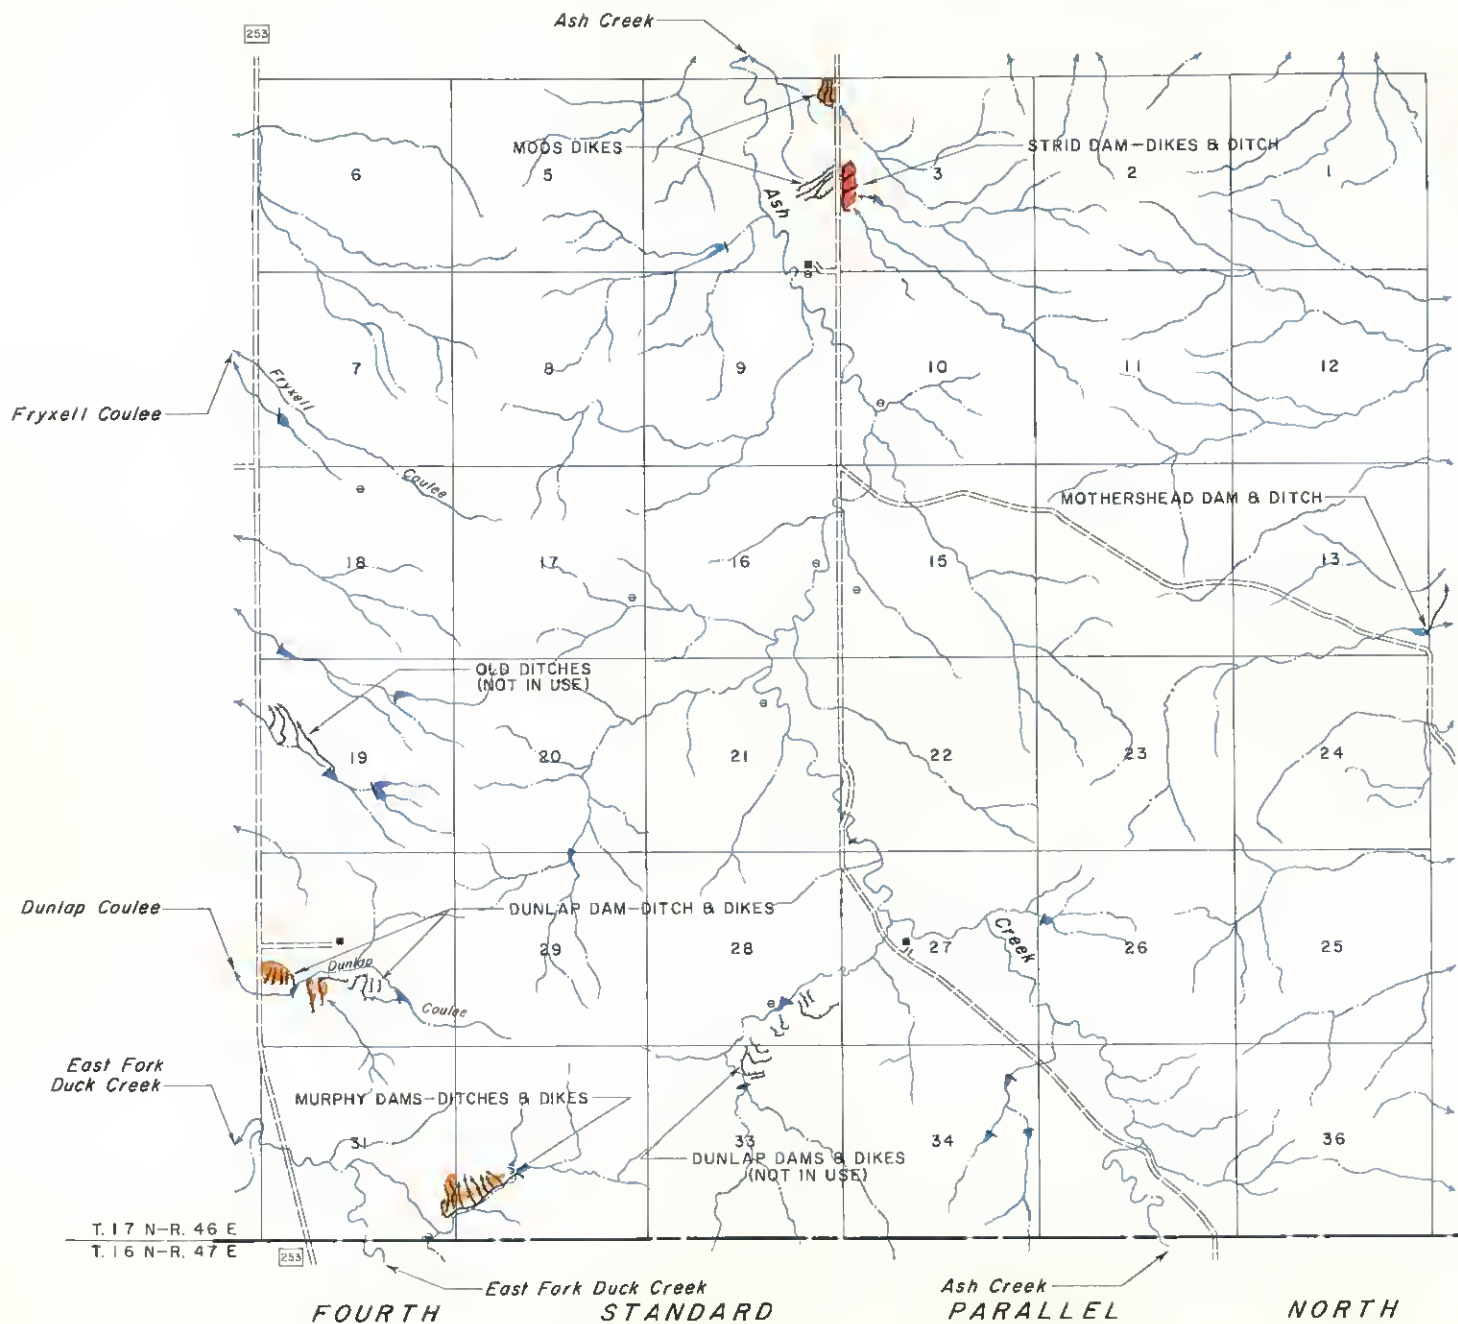 Ash Creek
253
MOOS DIKES
STRID DAM-DIKES & DITCH
6
5
3
2
1
Ash
7
8
9
10
11
12
Fryxell
Fryxell Coulee
Coulee
MOTHERSHEAD DAM & DITCH
18
17
16
15
13
OLD DITCHES
(NOT IN USE)
19
20
21
22
23
24
Dunlap Coulee
DUNLAP DAM-DITCH & DIKES
29
28
27
Creek
26
25
Dunlap
Coulee
East Fork
Duck Creek
MURPHY DAMS-DITCHES & DIKES
31
33
34
36
DUNLAP DAMS & DIKES
(NOT IN USE)
T. 17 N-R. 46 E
T. 16 N-R. 47 E
253
East Fork Duck Creek
Ash Creek
FOURTH STANDARD PARALLEL NORTH